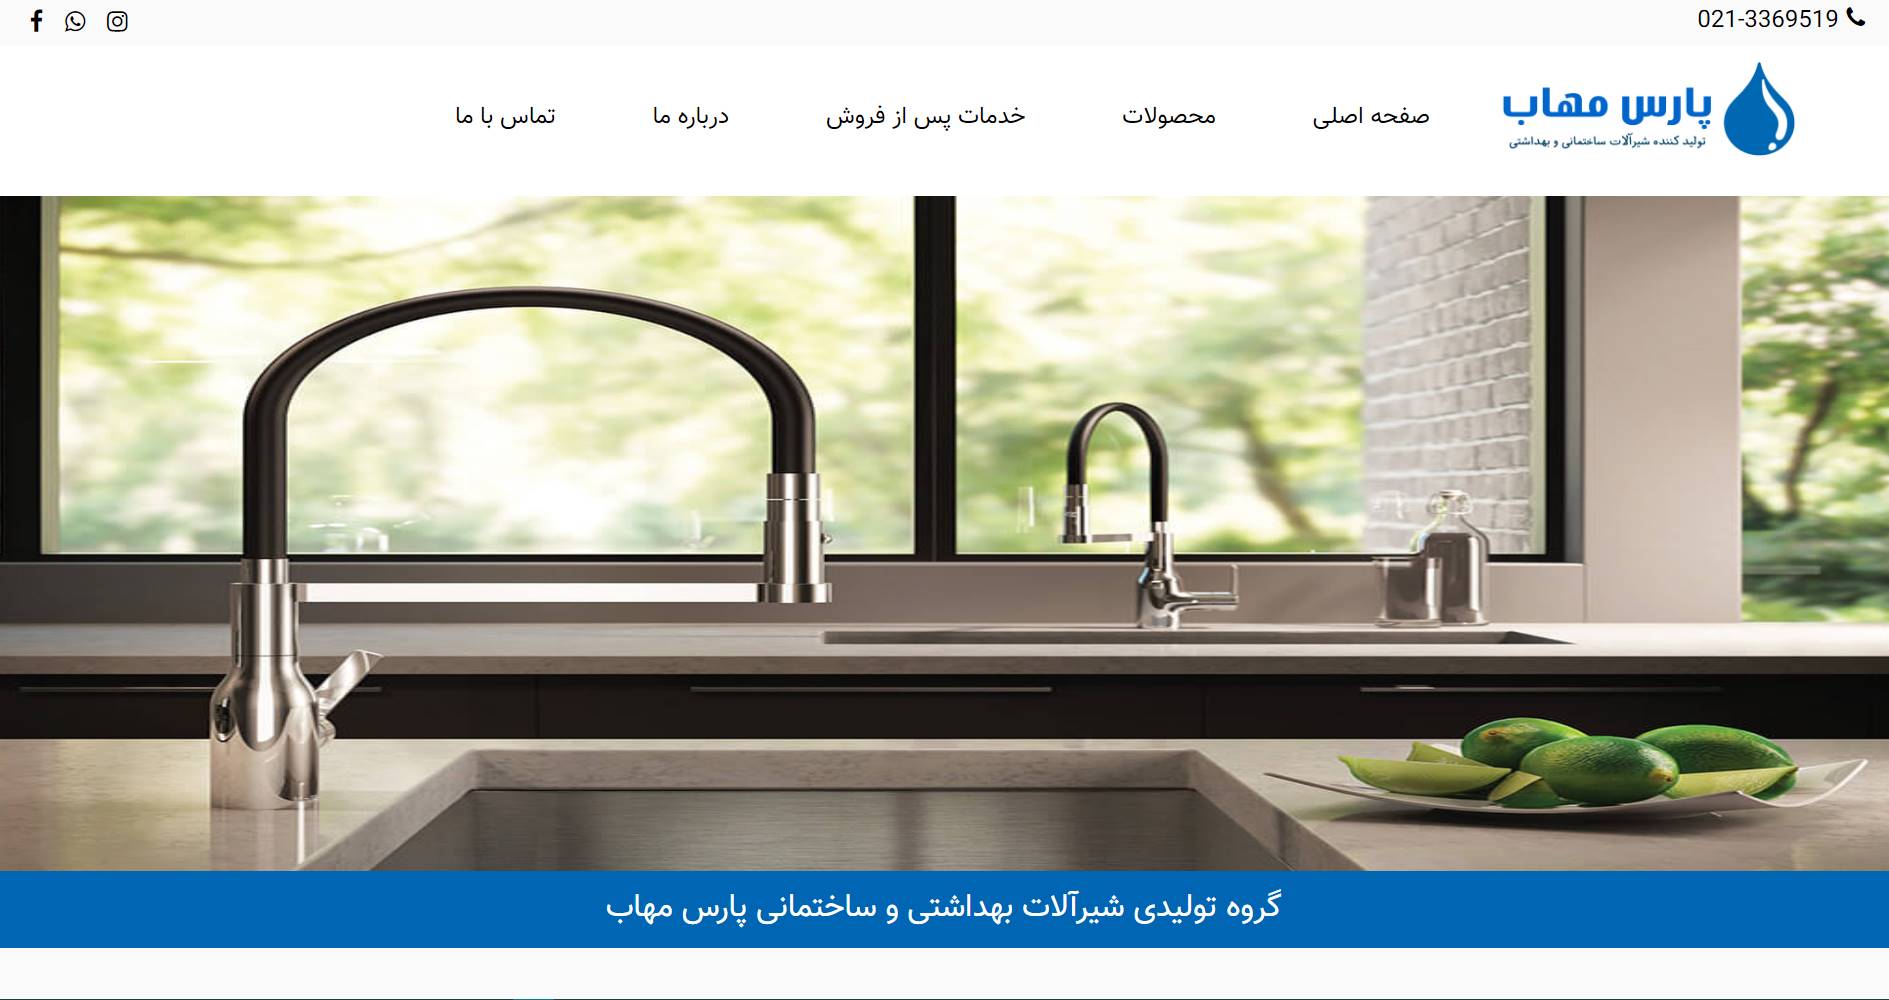 021-3369519
پارس مهاب
تولید کننده شیرآلات ساختمانی و بهداشتی
صفحه اصلی
محصولات
خدمات پس از فروش
درباره ما
تماس با ما
گروه تولیدی شیرآلات بهداشتی و ساختمانی پارس مهاب